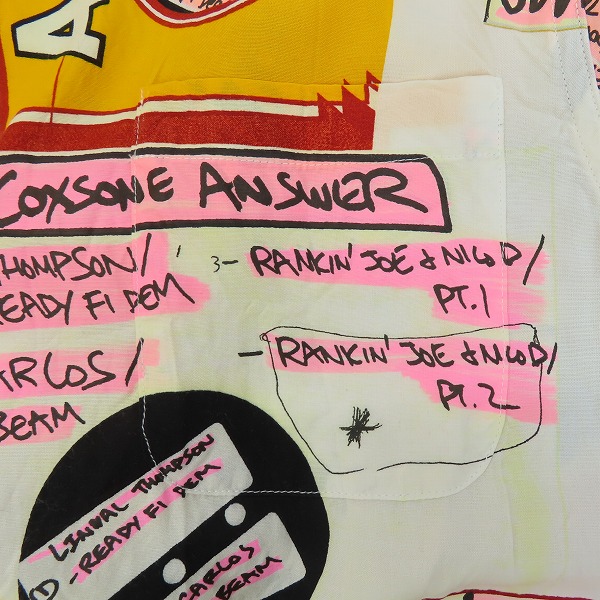 COXSONE ANSWER
THOMPSON/
READY FI DEM
3- RANKIN' JOE & NICO D/
PT.1
ARLOS/
BEAM
- RANKIN' JOE & NICO D/
PT.2
LINVAL THOMPSON
- READY FI DEM
CARLOS
BEAM